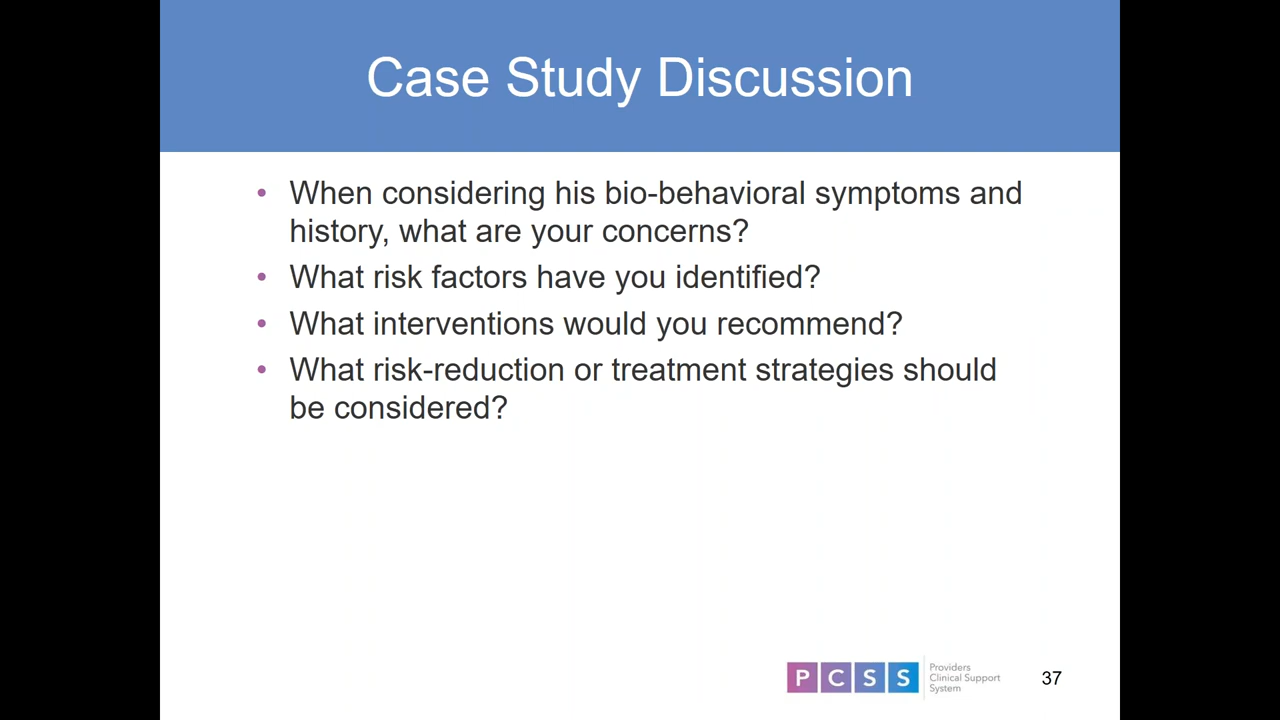 Case Study Discussion
• When considering his bio-behavioral symptoms and
history, what are your concerns?
• What risk factors have you identified?
• What interventions would you recommend?
• What risk-reduction or treatment strategies should
be considered?
PCSS
Providers
Clinical Support
System
37